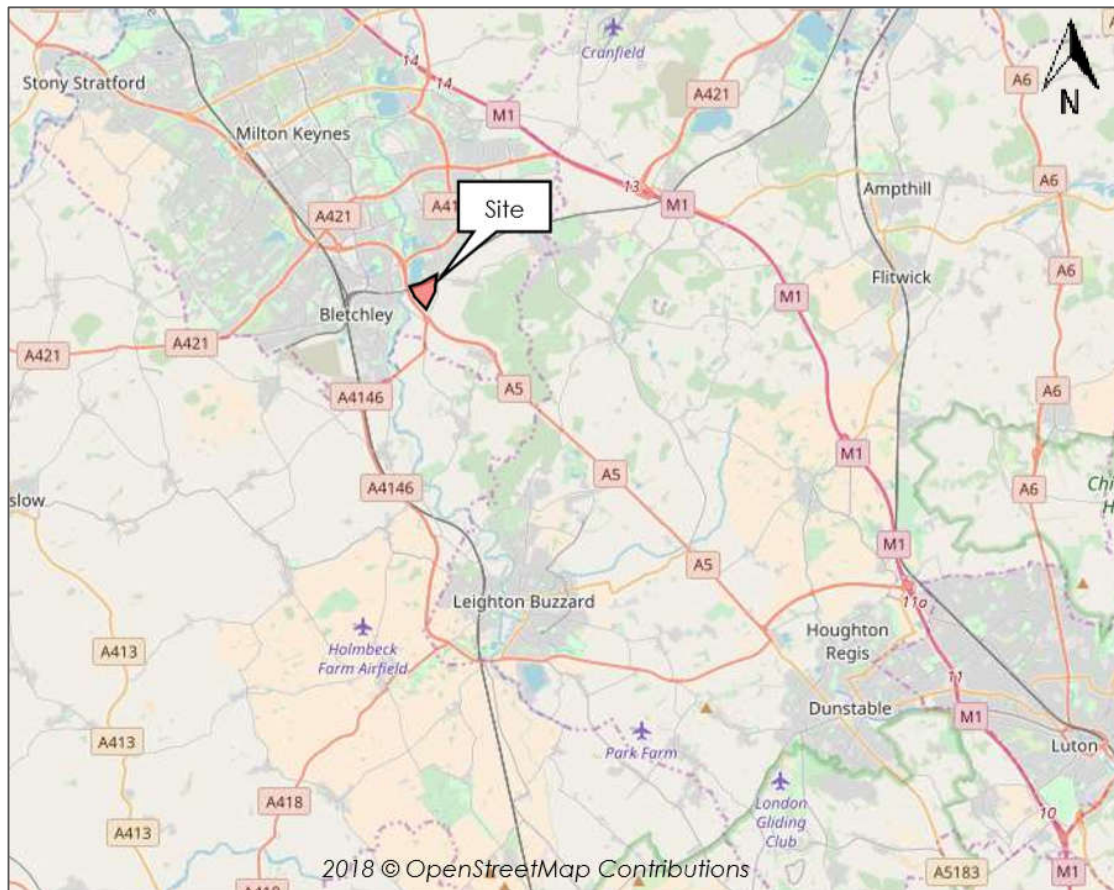 Cranfield
14
14
A6
N
Stony Stratford
M1
A421
Milton Keynes
13
A6
Ampthill
Site
M1
A421
A6
Flitwick
M1
Bletchley
A421
A421
A5
A6
A4146
M1
A5
A6
A4146
slow
M1
A5
11a
Leighton Buzzard
Holmbeck
Farm Airfield
Houghton
Regis
A413
11
Dunstable
M1
A413
Park Farm
Luton
London
Gliding
Club
A418
10
A413
2018 © OpenStreetMap Contributions
A5183
M1